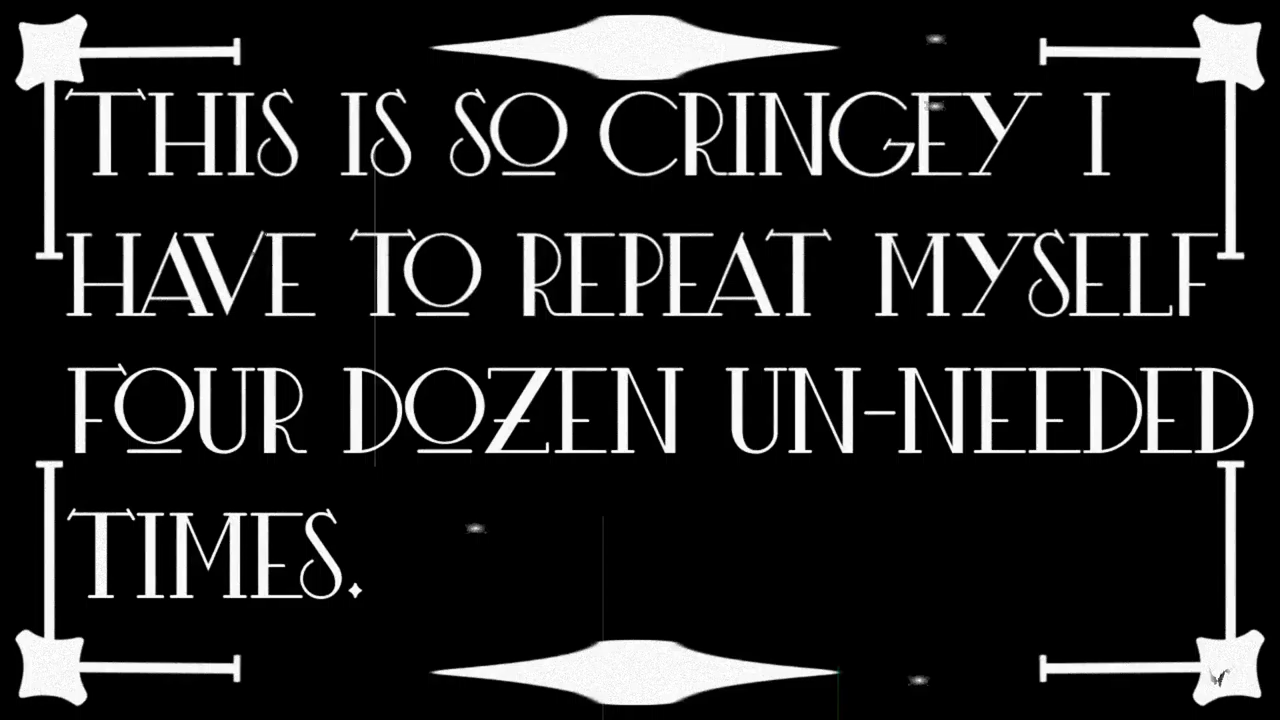 THIS IS SO CRINGEY I
HAVE TO REPEAT MYSELF
FOUR DOZEN UN-NEEDED
TIMES.